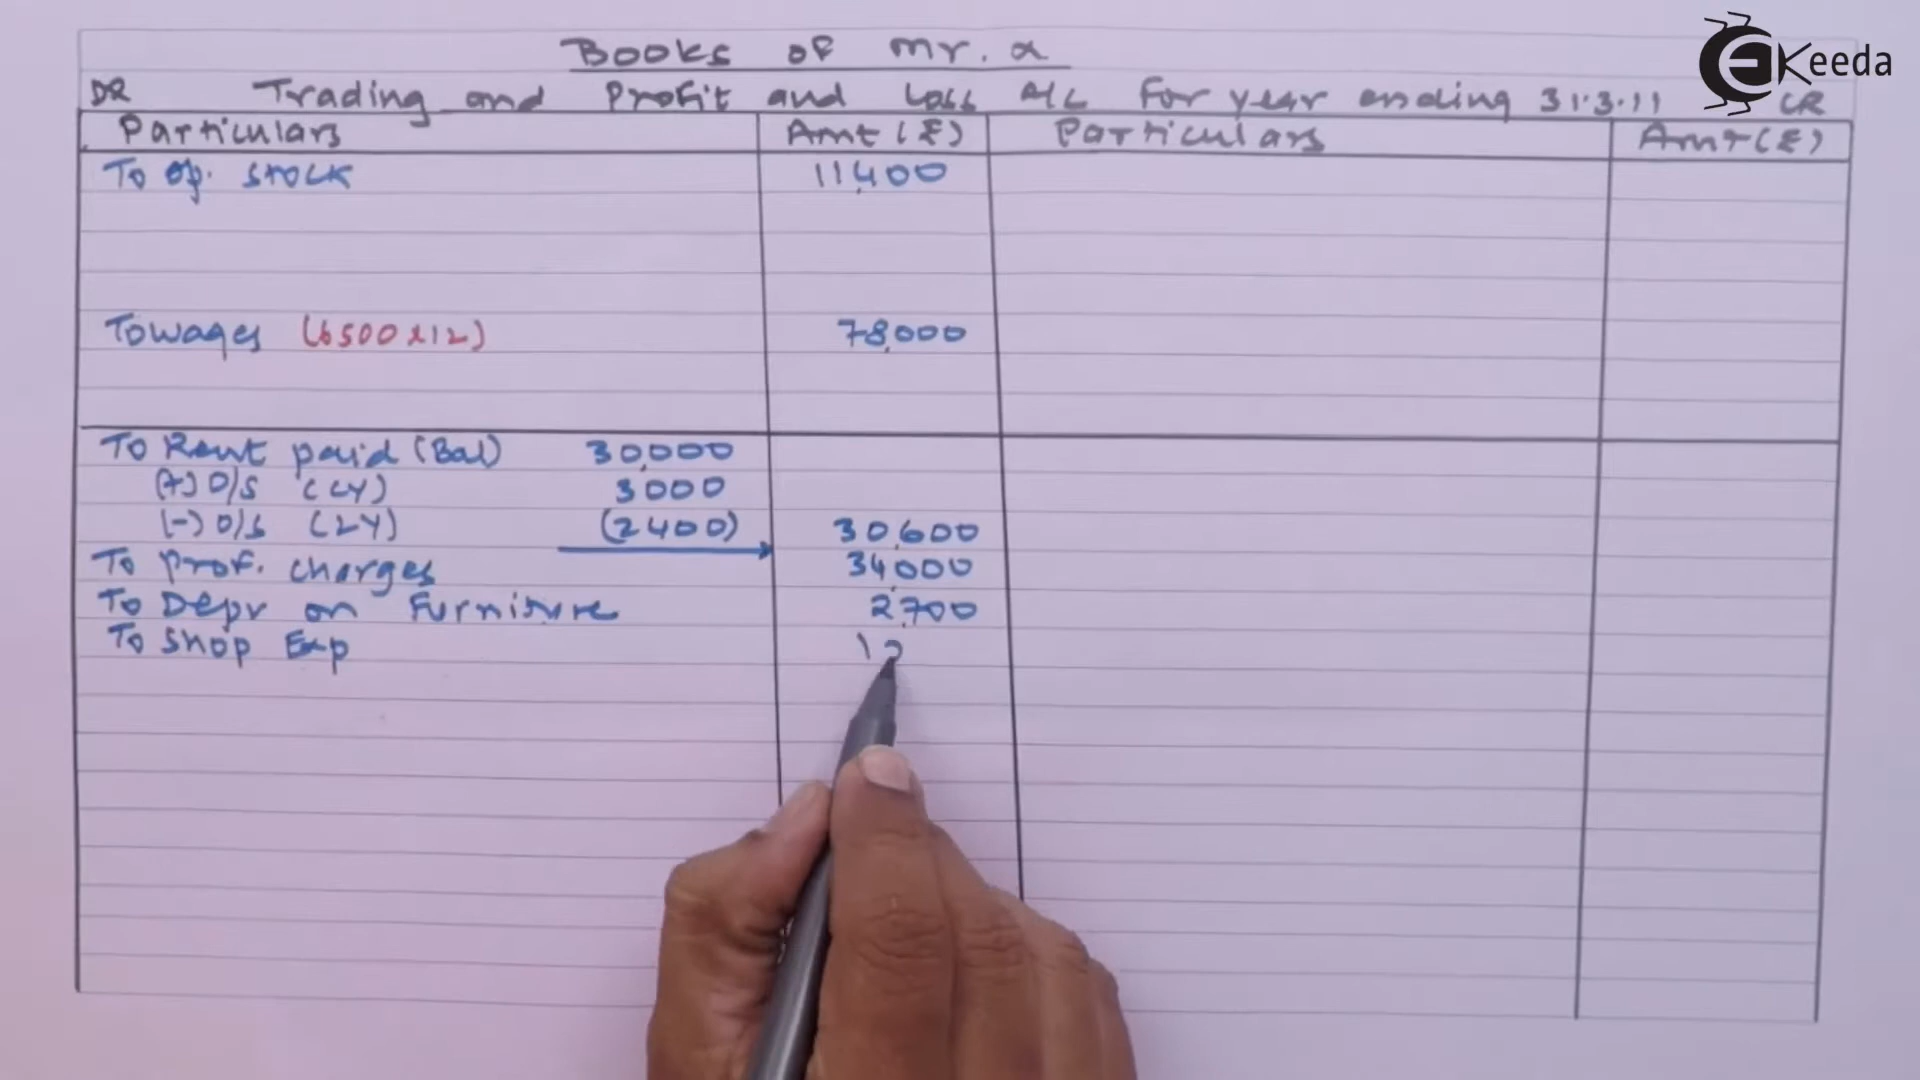 EKeeda
Books of Mr. X
DR Trading and Profit and Loss A/c For year ending 31.3.11 CR
Particulars Amt (₹) Particulars Amt (₹)
To Op. Stock 11,400
To wages (6500x12) 78,000
To Rent paid (Bal) 30,000
(+) O/S (CY) 3000
(-) O/S (LY) (2400) 30,600
To Prof. charges 34,000
To Depr on Furniture 2,700
To Shop Exp